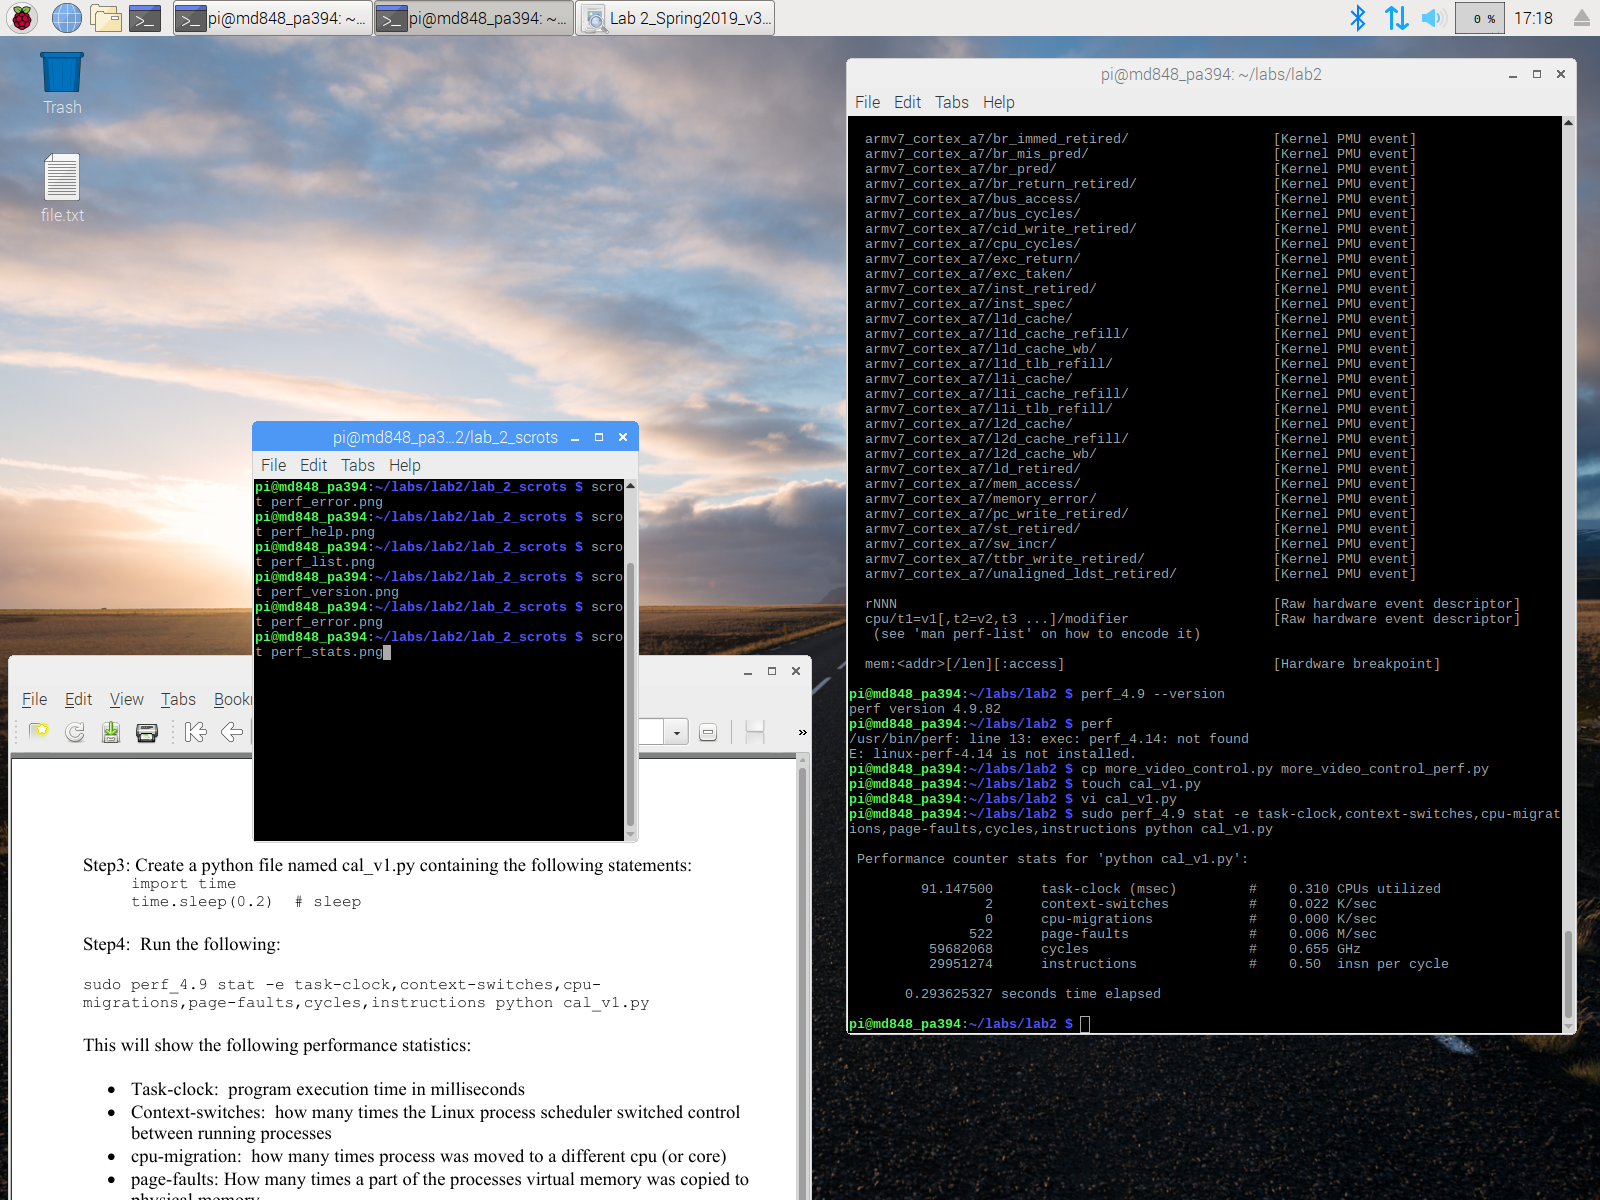 pi@md848_pa394: ~...
pi@md848_pa394: ~...
Lab 2_Spring2019_v3...
0 %
17:18
Trash
file.txt
pi@md848_pa394: ~/labs/lab2
File Edit Tabs Help
armv7_cortex_a7/br_immed_retired/ [Kernel PMU event]
armv7_cortex_a7/br_mis_pred/ [Kernel PMU event]
armv7_cortex_a7/br_pred/ [Kernel PMU event]
armv7_cortex_a7/br_return_retired/ [Kernel PMU event]
armv7_cortex_a7/bus_access/ [Kernel PMU event]
armv7_cortex_a7/bus_cycles/ [Kernel PMU event]
armv7_cortex_a7/cid_write_retired/ [Kernel PMU event]
armv7_cortex_a7/cpu_cycles/ [Kernel PMU event]
armv7_cortex_a7/exc_return/ [Kernel PMU event]
armv7_cortex_a7/exc_taken/ [Kernel PMU event]
armv7_cortex_a7/inst_retired/ [Kernel PMU event]
armv7_cortex_a7/inst_spec/ [Kernel PMU event]
armv7_cortex_a7/l1d_cache/ [Kernel PMU event]
armv7_cortex_a7/l1d_cache_refill/ [Kernel PMU event]
armv7_cortex_a7/l1d_cache_wb/ [Kernel PMU event]
armv7_cortex_a7/l1d_tlb_refill/ [Kernel PMU event]
armv7_cortex_a7/l1i_cache/ [Kernel PMU event]
armv7_cortex_a7/l1i_cache_refill/ [Kernel PMU event]
armv7_cortex_a7/l1i_tlb_refill/ [Kernel PMU event]
armv7_cortex_a7/l2d_cache/ [Kernel PMU event]
armv7_cortex_a7/l2d_cache_refill/ [Kernel PMU event]
armv7_cortex_a7/l2d_cache_wb/ [Kernel PMU event]
armv7_cortex_a7/ld_retired/ [Kernel PMU event]
armv7_cortex_a7/mem_access/ [Kernel PMU event]
armv7_cortex_a7/memory_error/ [Kernel PMU event]
armv7_cortex_a7/pc_write_retired/ [Kernel PMU event]
armv7_cortex_a7/st_retired/ [Kernel PMU event]
armv7_cortex_a7/sw_incr/ [Kernel PMU event]
armv7_cortex_a7/ttbr_write_retired/ [Kernel PMU event]
armv7_cortex_a7/unaligned_ldst_retired/ [Kernel PMU event]
rNNN [Raw hardware event descriptor]
cpu/t1=v1[,t2=v2,t3 ...]/modifier [Raw hardware event descriptor]
(see 'man perf-list' on how to encode it)
mem:<addr>[/len][:access] [Hardware breakpoint]
pi@md848_pa394:~/labs/lab2 $ perf_4.9 --version
perf version 4.9.82
pi@md848_pa394:~/labs/lab2 $ perf
/usr/bin/perf: line 13: exec: perf_4.14: not found
E: linux-perf-4.14 is not installed.
pi@md848_pa394:~/labs/lab2 $ cp more_video_control.py more_video_control_perf.py
pi@md848_pa394:~/labs/lab2 $ touch cal_v1.py
pi@md848_pa394:~/labs/lab2 $ vi cal_v1.py
pi@md848_pa394:~/labs/lab2 $ sudo perf_4.9 stat -e task-clock,context-switches,cpu-migrat
ions,page-faults,cycles,instructions python cal_v1.py
Performance counter stats for 'python cal_v1.py':
91.147500 task-clock (msec) # 0.310 CPUs utilized
2 context-switches # 0.022 K/sec
0 cpu-migrations # 0.000 K/sec
522 page-faults # 0.006 M/sec
59682068 cycles # 0.655 GHz
29951274 instructions # 0.50 insn per cycle
0.293625327 seconds time elapsed
pi@md848_pa394:~/labs/lab2 $
pi@md848_pa3...2/lab_2_scrots
File Edit Tabs Help
pi@md848_pa394:~/labs/lab2/lab_2_scrots $ scro
t perf_error.png
pi@md848_pa394:~/labs/lab2/lab_2_scrots $ scro
t perf_help.png
pi@md848_pa394:~/labs/lab2/lab_2_scrots $ scro
t perf_list.png
pi@md848_pa394:~/labs/lab2/lab_2_scrots $ scro
t perf_version.png
pi@md848_pa394:~/labs/lab2/lab_2_scrots $ scro
t perf_error.png
pi@md848_pa394:~/labs/lab2/lab_2_scrots $ scro
t perf_stats.png
File Edit View Tabs Bookr
Step3: Create a python file named cal_v1.py containing the following statements:
import time
time.sleep(0.2) # sleep
Step4: Run the following:
sudo perf_4.9 stat -e task-clock,context-switches,cpu-
migrations,page-faults,cycles,instructions python cal_v1.py
This will show the following performance statistics:
• Task-clock: program execution time in milliseconds
• Context-switches: how many times the Linux process scheduler switched control
between running processes
• cpu-migration: how many times process was moved to a different cpu (or core)
• page-faults: How many times a part of the processes virtual memory was copied to
physical memory